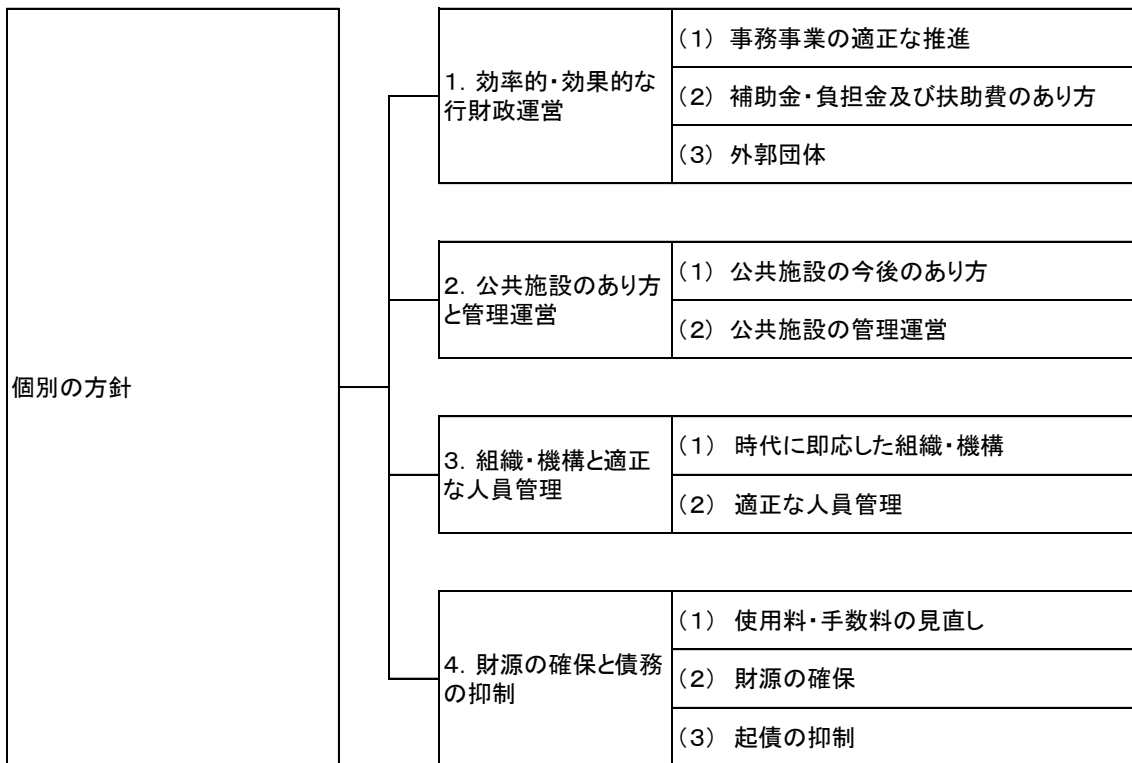 個別の方針
1．効率的・効果的な
行財政運営
（1） 事務事業の適正な推進
（2） 補助金・負担金及び扶助費のあり方
（3） 外郭団体
2．公共施設のあり方
と管理運営
（1） 公共施設の今後のあり方
（2） 公共施設の管理運営
3．組織・機構と適正
な人員管理
（1） 時代に即応した組織・機構
（2） 適正な人員管理
4．財源の確保と債務
の抑制
（1） 使用料・手数料の見直し
（2） 財源の確保
（3） 起債の抑制